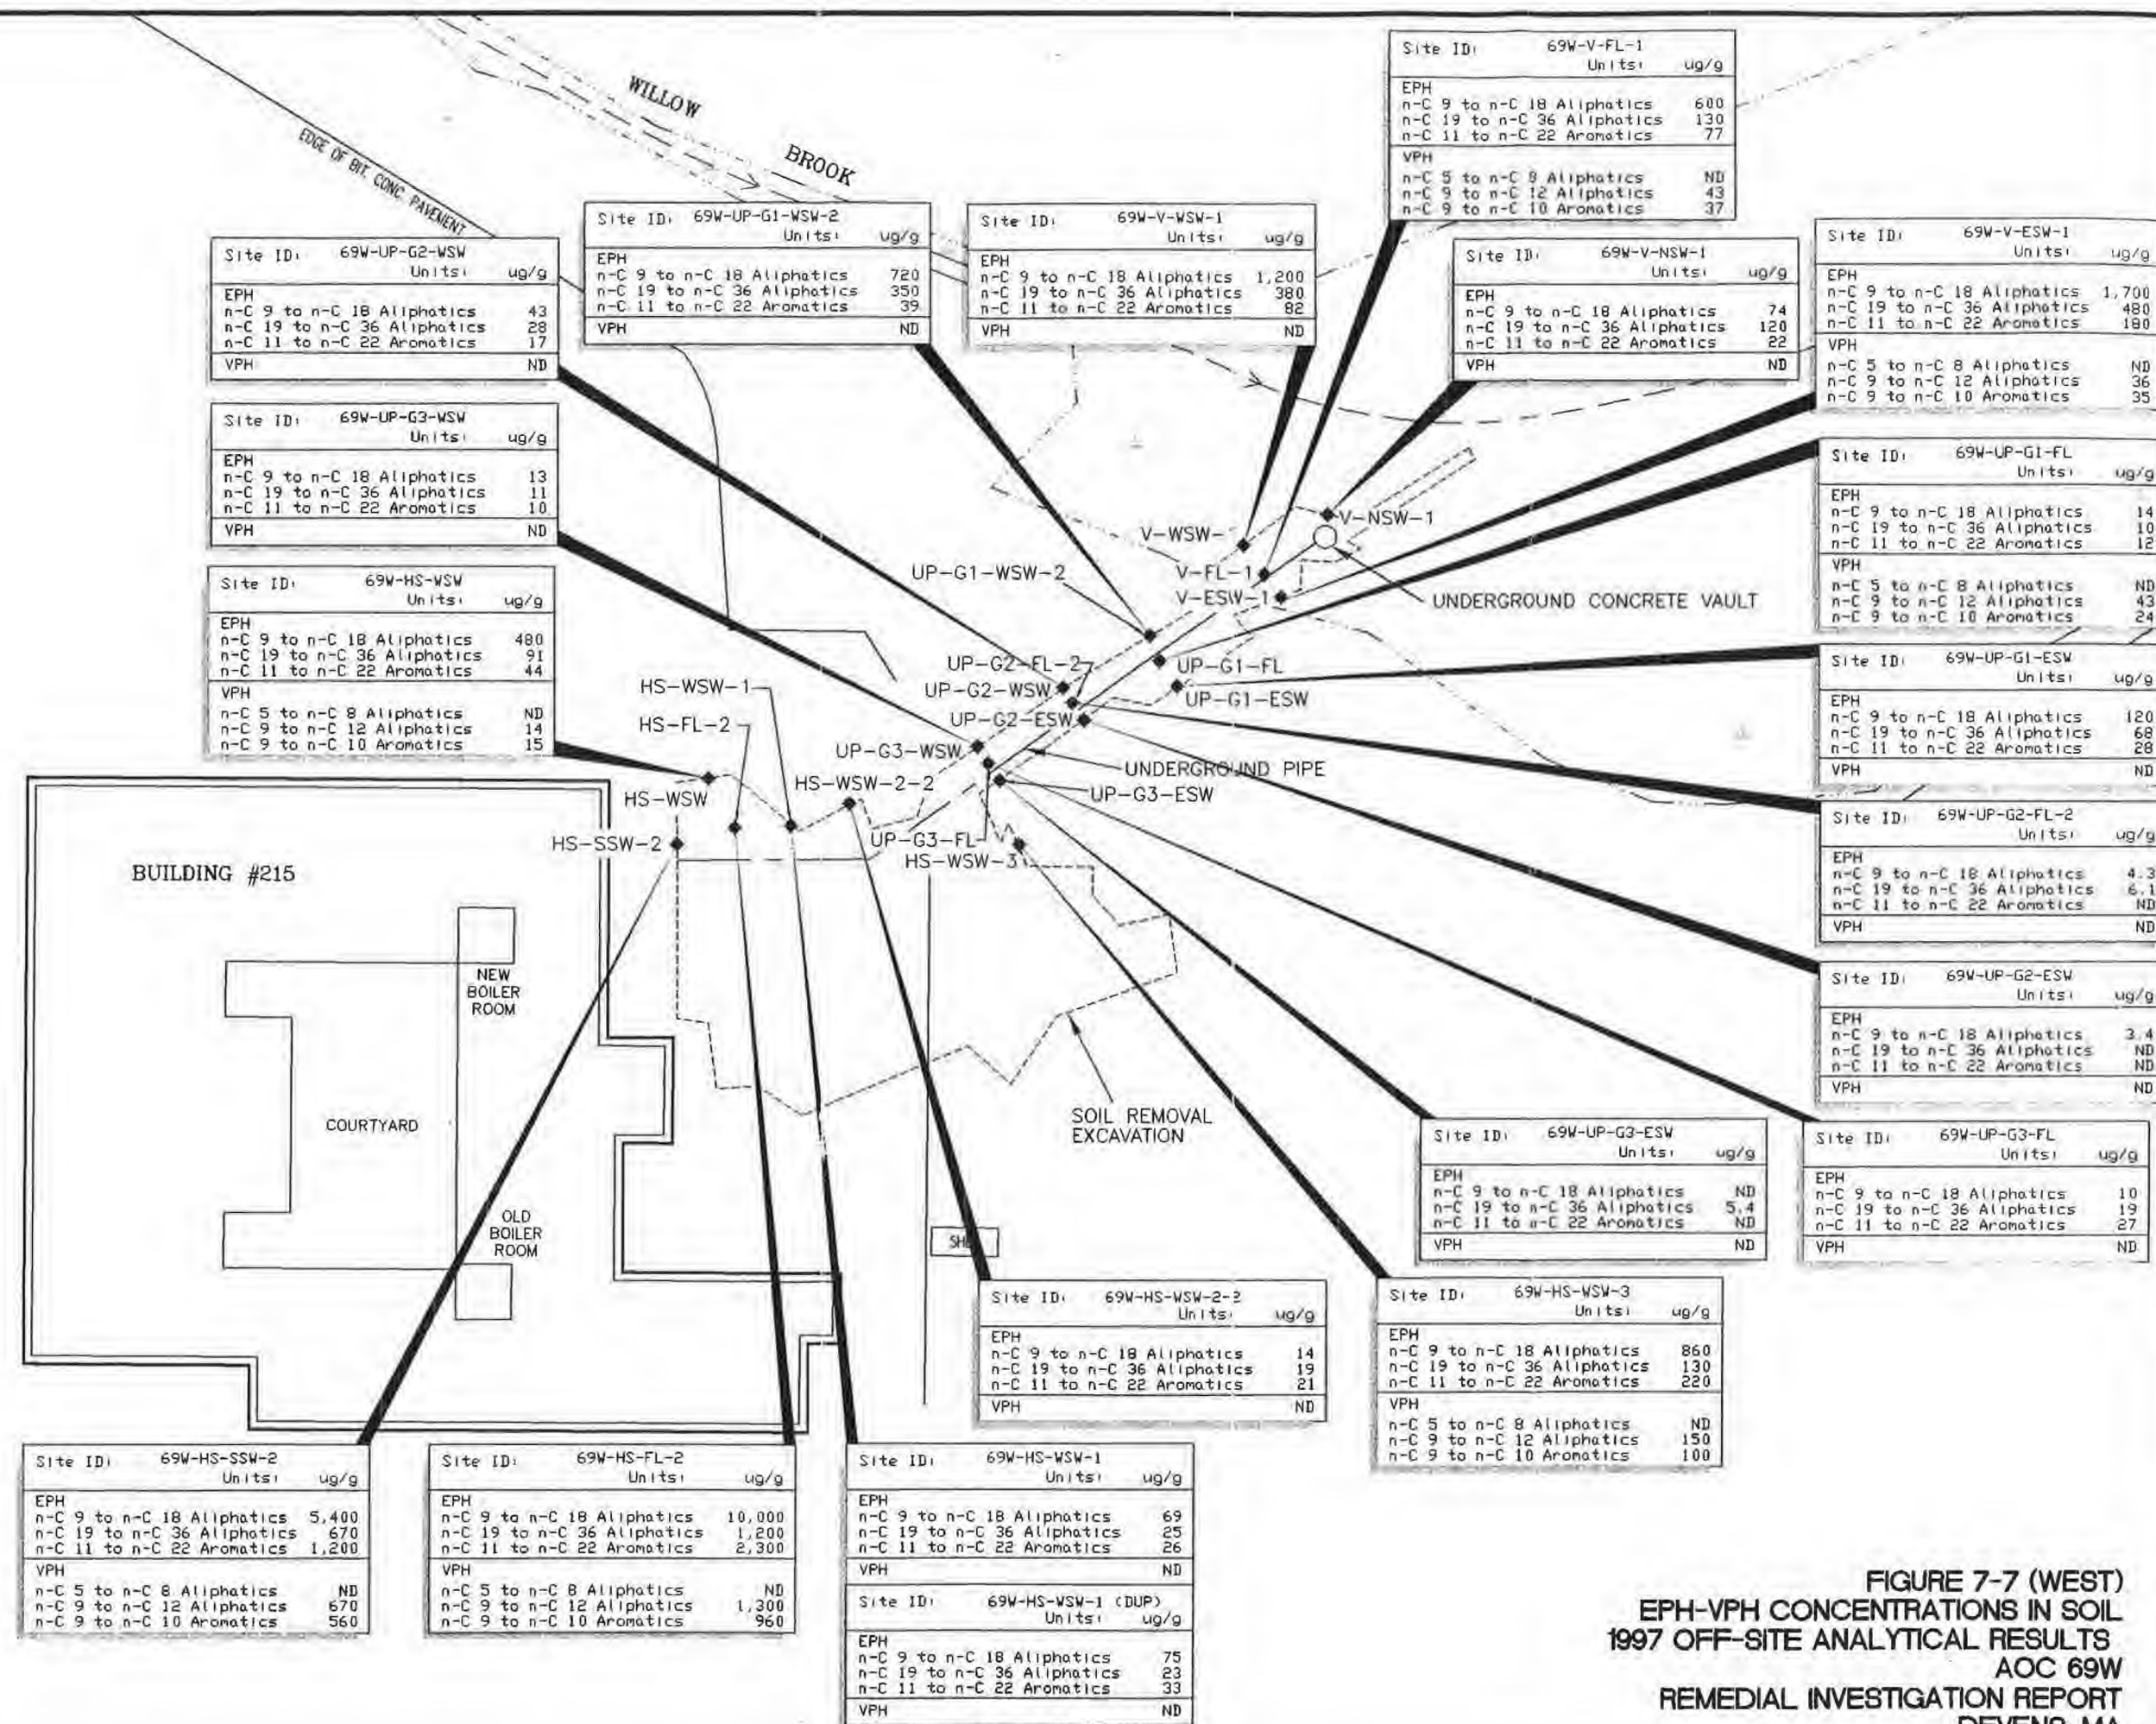 WILLOW
BROOK
EDGE OF BIT. CONC. PAVEMENT
Site ID: 69W-V-FL-1
Units: ug/g
EPH
n-C 9 to n-C 18 Aliphatics 600
n-C 19 to n-C 36 Aliphatics 130
n-C 11 to n-C 22 Aromatics 77
VPH
n-C 5 to n-C 8 Aliphatics ND
n-C 9 to n-C 12 Aliphatics 43
n-C 9 to n-C 10 Aromatics 37
Site ID: 69W-UP-G2-WSW
Units: ug/g
EPH
n-C 9 to n-C 18 Aliphatics 43
n-C 19 to n-C 36 Aliphatics 28
n-C 11 to n-C 22 Aromatics 17
VPH ND
Site ID: 69W-UP-G1-WSW-2
Units: ug/g
EPH
n-C 9 to n-C 18 Aliphatics 720
n-C 19 to n-C 36 Aliphatics 350
n-C 11 to n-C 22 Aromatics 39
VPH ND
Site ID: 69W-V-WSW-1
Units: ug/g
EPH
n-C 9 to n-C 18 Aliphatics 1,200
n-C 19 to n-C 36 Aliphatics 380
n-C 11 to n-C 22 Aromatics 82
VPH ND
Site ID: 69W-V-NSW-1
Units: ug/g
EPH
n-C 9 to n-C 18 Aliphatics 74
n-C 19 to n-C 36 Aliphatics 120
n-C 11 to n-C 22 Aromatics 22
VPH ND
Site ID: 69W-V-ESW-1
Units: ug/g
EPH
n-C 9 to n-C 18 Aliphatics 1,700
n-C 19 to n-C 36 Aliphatics 480
n-C 11 to n-C 22 Aromatics 180
VPH
n-C 5 to n-C 8 Aliphatics ND
n-C 9 to n-C 12 Aliphatics 36
n-C 9 to n-C 10 Aromatics 35
Site ID: 69W-UP-G3-WSW
Units: ug/g
EPH
n-C 9 to n-C 18 Aliphatics 13
n-C 19 to n-C 36 Aliphatics 11
n-C 11 to n-C 22 Aromatics 10
VPH ND
Site ID: 69W-UP-G1-FL
Units: ug/g
EPH
n-C 9 to n-C 18 Aliphatics 14
n-C 19 to n-C 36 Aliphatics 10
n-C 11 to n-C 22 Aromatics 12
VPH
n-C 5 to n-C 8 Aliphatics ND
n-C 9 to n-C 12 Aliphatics 43
n-C 9 to n-C 10 Aromatics 24
Site ID: 69W-HS-WSW
Units: ug/g
EPH
n-C 9 to n-C 18 Aliphatics 480
n-C 19 to n-C 36 Aliphatics 91
n-C 11 to n-C 22 Aromatics 44
VPH
n-C 5 to n-C 8 Aliphatics ND
n-C 9 to n-C 12 Aliphatics 14
n-C 9 to n-C 10 Aromatics 15
V-NSW-1
V-WSW-
UP-G1-WSW-2
V-FL-1
V-ESW-1
UNDERGROUND CONCRETE VAULT
UP-G2-FL-2
UP-G1-FL
UP-G2-WSW
UP-G1-ESW
HS-WSW-1
UP-G2-ESW
HS-FL-2
UP-G3-WSW
UNDERGROUND PIPE
HS-WSW-2-2
UP-G3-ESW
HS-WSW
UP-G3-FL
HS-SSW-2
HS-WSW-3
Site ID: 69W-UP-G1-ESW
Units: ug/g
EPH
n-C 9 to n-C 18 Aliphatics 120
n-C 19 to n-C 36 Aliphatics 68
n-C 11 to n-C 22 Aromatics 28
VPH ND
Site ID: 69W-UP-G2-FL-2
Units: ug/g
EPH
n-C 9 to n-C 18 Aliphatics 4.3
n-C 19 to n-C 36 Aliphatics 6.1
n-C 11 to n-C 22 Aromatics ND
VPH ND
Site ID: 69W-UP-G2-ESW
Units: ug/g
EPH
n-C 9 to n-C 18 Aliphatics 3.4
n-C 19 to n-C 36 Aliphatics ND
n-C 11 to n-C 22 Aromatics ND
VPH ND
BUILDING #215
NEW
BOILER
ROOM
COURTYARD
OLD
BOILER
ROOM
SOIL REMOVAL
EXCAVATION
Site ID: 69W-UP-G3-ESW
Units: ug/g
EPH
n-C 9 to n-C 18 Aliphatics ND
n-C 19 to n-C 36 Aliphatics 5.4
n-C 11 to n-C 22 Aromatics ND
VPH ND
Site ID: 69W-UP-G3-FL
Units: ug/g
EPH
n-C 9 to n-C 18 Aliphatics 10
n-C 19 to n-C 36 Aliphatics 19
n-C 11 to n-C 22 Aromatics 27
VPH ND
Site ID: 69W-HS-WSW-2-2
Units: ug/g
EPH
n-C 9 to n-C 18 Aliphatics 14
n-C 19 to n-C 36 Aliphatics 19
n-C 11 to n-C 22 Aromatics 21
VPH ND
Site ID: 69W-HS-WSW-3
Units: ug/g
EPH
n-C 9 to n-C 18 Aliphatics 860
n-C 19 to n-C 36 Aliphatics 130
n-C 11 to n-C 22 Aromatics 220
VPH
n-C 5 to n-C 8 Aliphatics ND
n-C 9 to n-C 12 Aliphatics 150
n-C 9 to n-C 10 Aromatics 100
Site ID: 69W-HS-SSW-2
Units: ug/g
EPH
n-C 9 to n-C 18 Aliphatics 5,400
n-C 19 to n-C 36 Aliphatics 670
n-C 11 to n-C 22 Aromatics 1,200
VPH
n-C 5 to n-C 8 Aliphatics ND
n-C 9 to n-C 12 Aliphatics 670
n-C 9 to n-C 10 Aromatics 560
Site ID: 69W-HS-FL-2
Units: ug/g
EPH
n-C 9 to n-C 18 Aliphatics 10,000
n-C 19 to n-C 36 Aliphatics 1,200
n-C 11 to n-C 22 Aromatics 2,300
VPH
n-C 5 to n-C 8 Aliphatics ND
n-C 9 to n-C 12 Aliphatics 1,300
n-C 9 to n-C 10 Aromatics 960
Site ID: 69W-HS-WSW-1
Units: ug/g
EPH
n-C 9 to n-C 18 Aliphatics 69
n-C 19 to n-C 36 Aliphatics 25
n-C 11 to n-C 22 Aromatics 26
VPH ND
Site ID: 69W-HS-WSW-1 (DUP)
Units: ug/g
EPH
n-C 9 to n-C 18 Aliphatics 75
n-C 19 to n-C 36 Aliphatics 23
n-C 11 to n-C 22 Aromatics 33
VPH ND
FIGURE 7-7 (WEST)
EPH-VPH CONCENTRATIONS IN SOIL
1997 OFF-SITE ANALYTICAL RESULTS
AOC 69W
REMEDIAL INVESTIGATION REPORT
DEVENS, MA